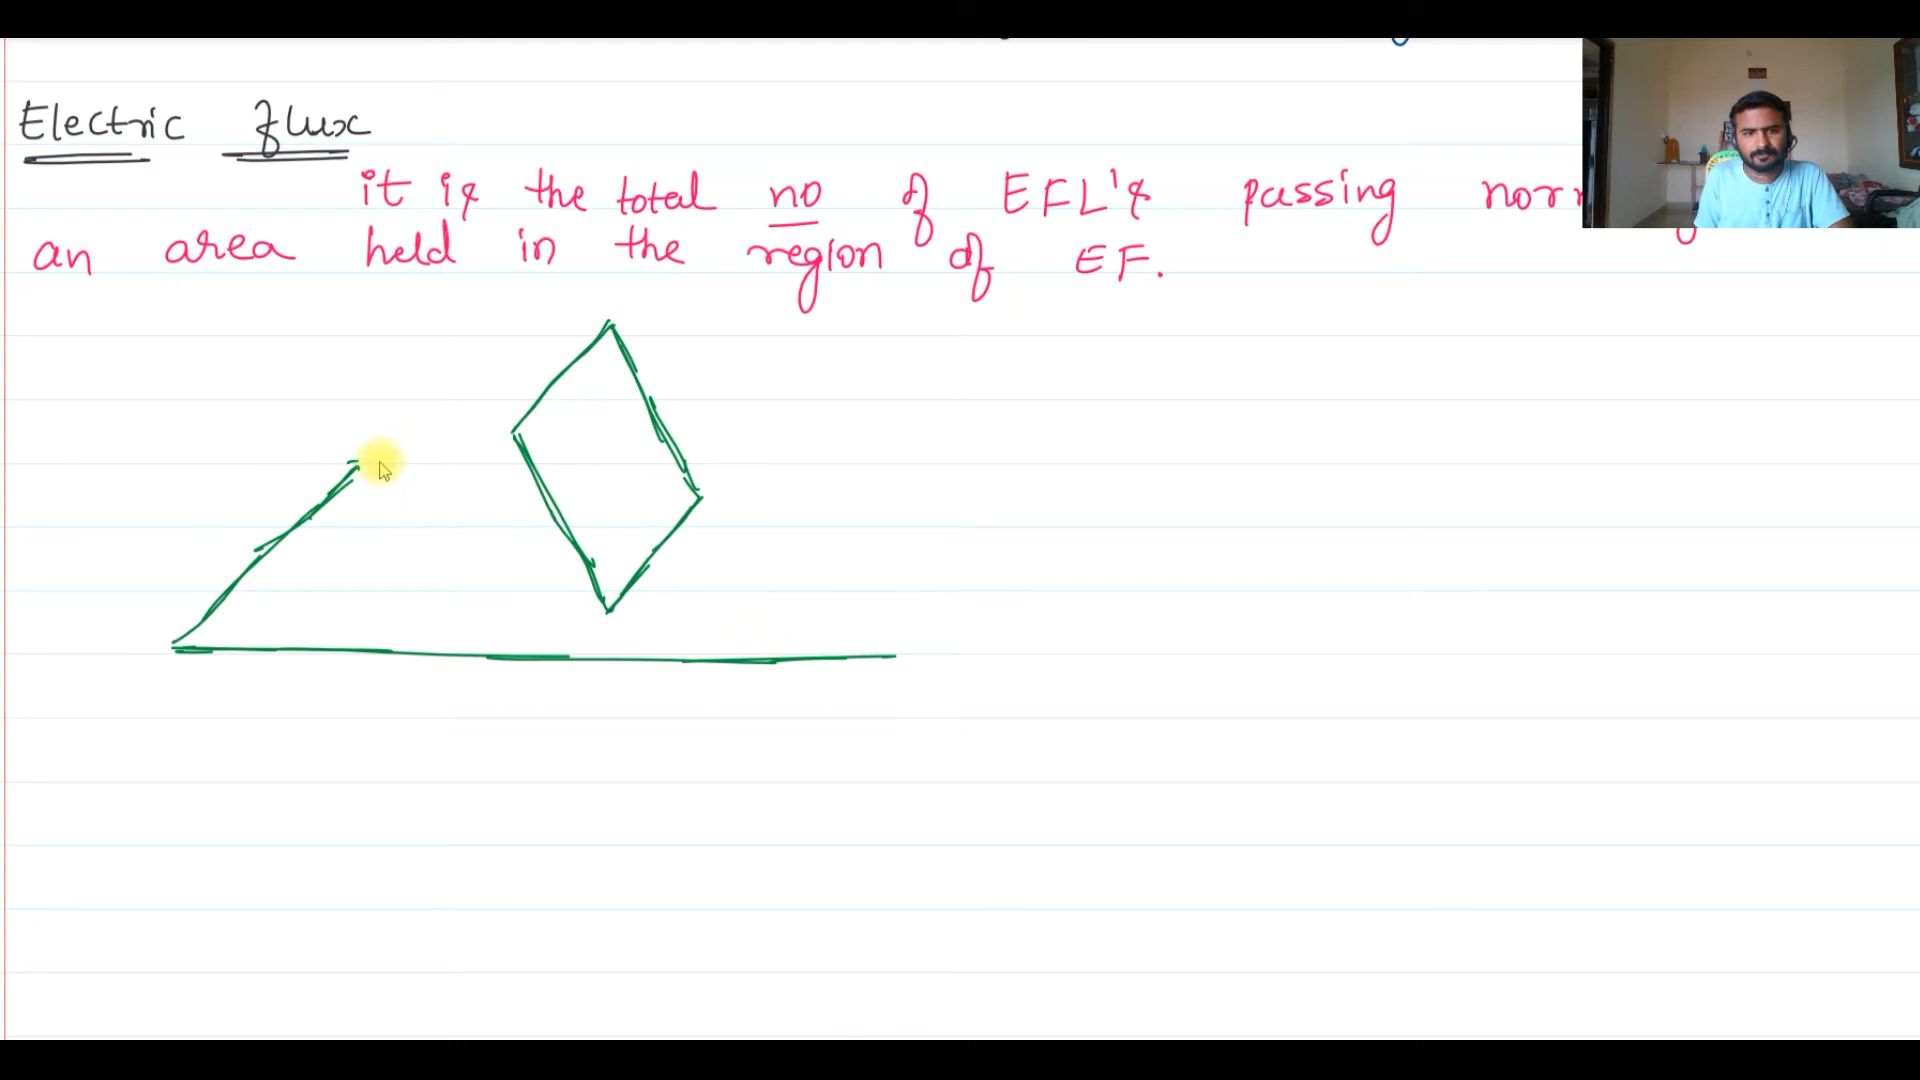 Electric flux
it is the total no of EFL's passing
an area held in the region of EF.